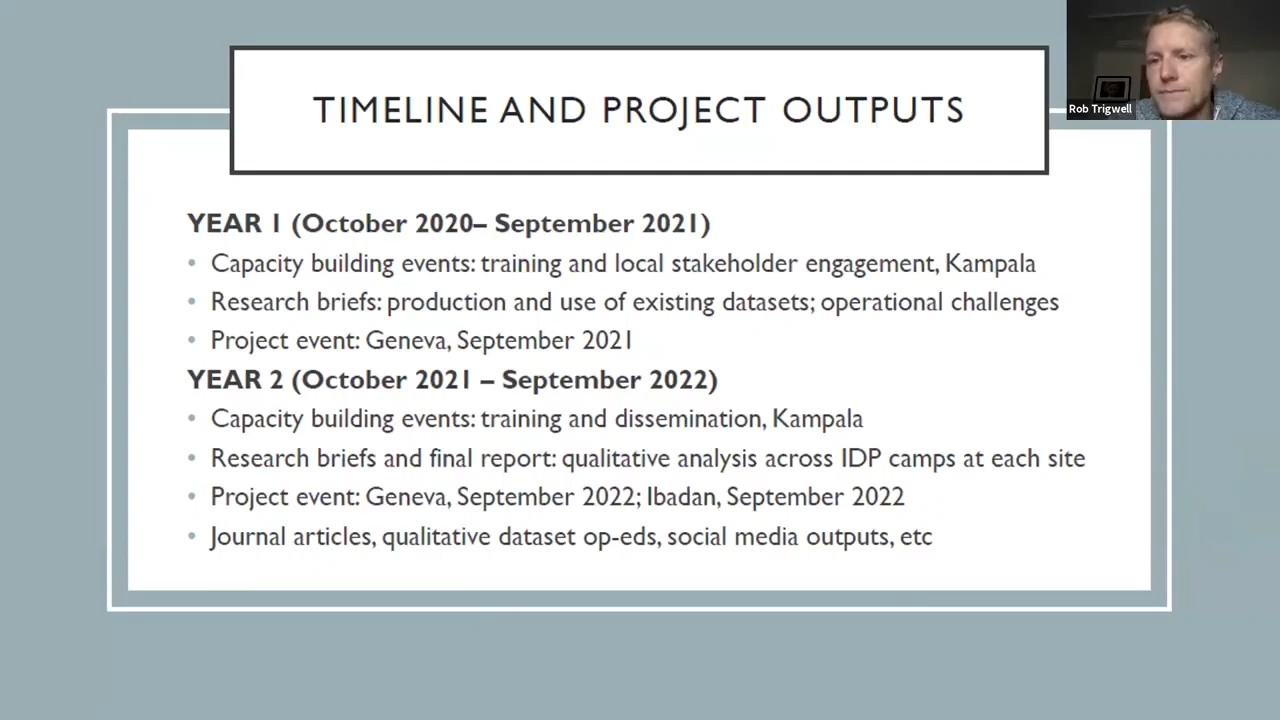 TIMELINE AND PROJECT OUTPUTS
Rob Trigwell
YEAR 1 (October 2020– September 2021)
• Capacity building events: training and local stakeholder engagement, Kampala
• Research briefs: production and use of existing datasets; operational challenges
• Project event: Geneva, September 2021
YEAR 2 (October 2021 – September 2022)
• Capacity building events: training and dissemination, Kampala
• Research briefs and final report: qualitative analysis across IDP camps at each site
• Project event: Geneva, September 2022; Ibadan, September 2022
• Journal articles, qualitative dataset op-eds, social media outputs, etc